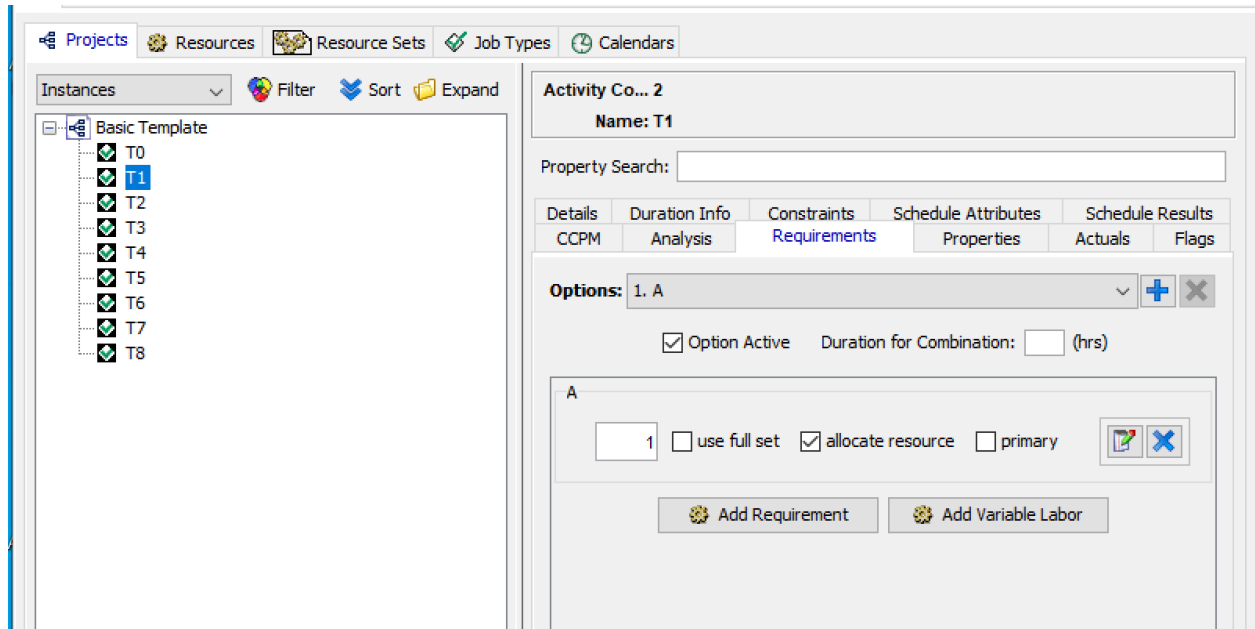 Projects Resources Resource Sets Job Types Calendars
Instances Filter Sort Expand
Basic Template
T0
T1
T2
T3
T4
T5
T6
T7
T8
Activity Co... 2
Name: T1
Property Search:
Details Duration Info Constraints Schedule Attributes Schedule Results
CCPM Analysis Requirements Properties Actuals Flags
Options: 1. A
Option Active Duration for Combination: (hrs)
A
1 use full set allocate resource primary
Add Requirement Add Variable Labor